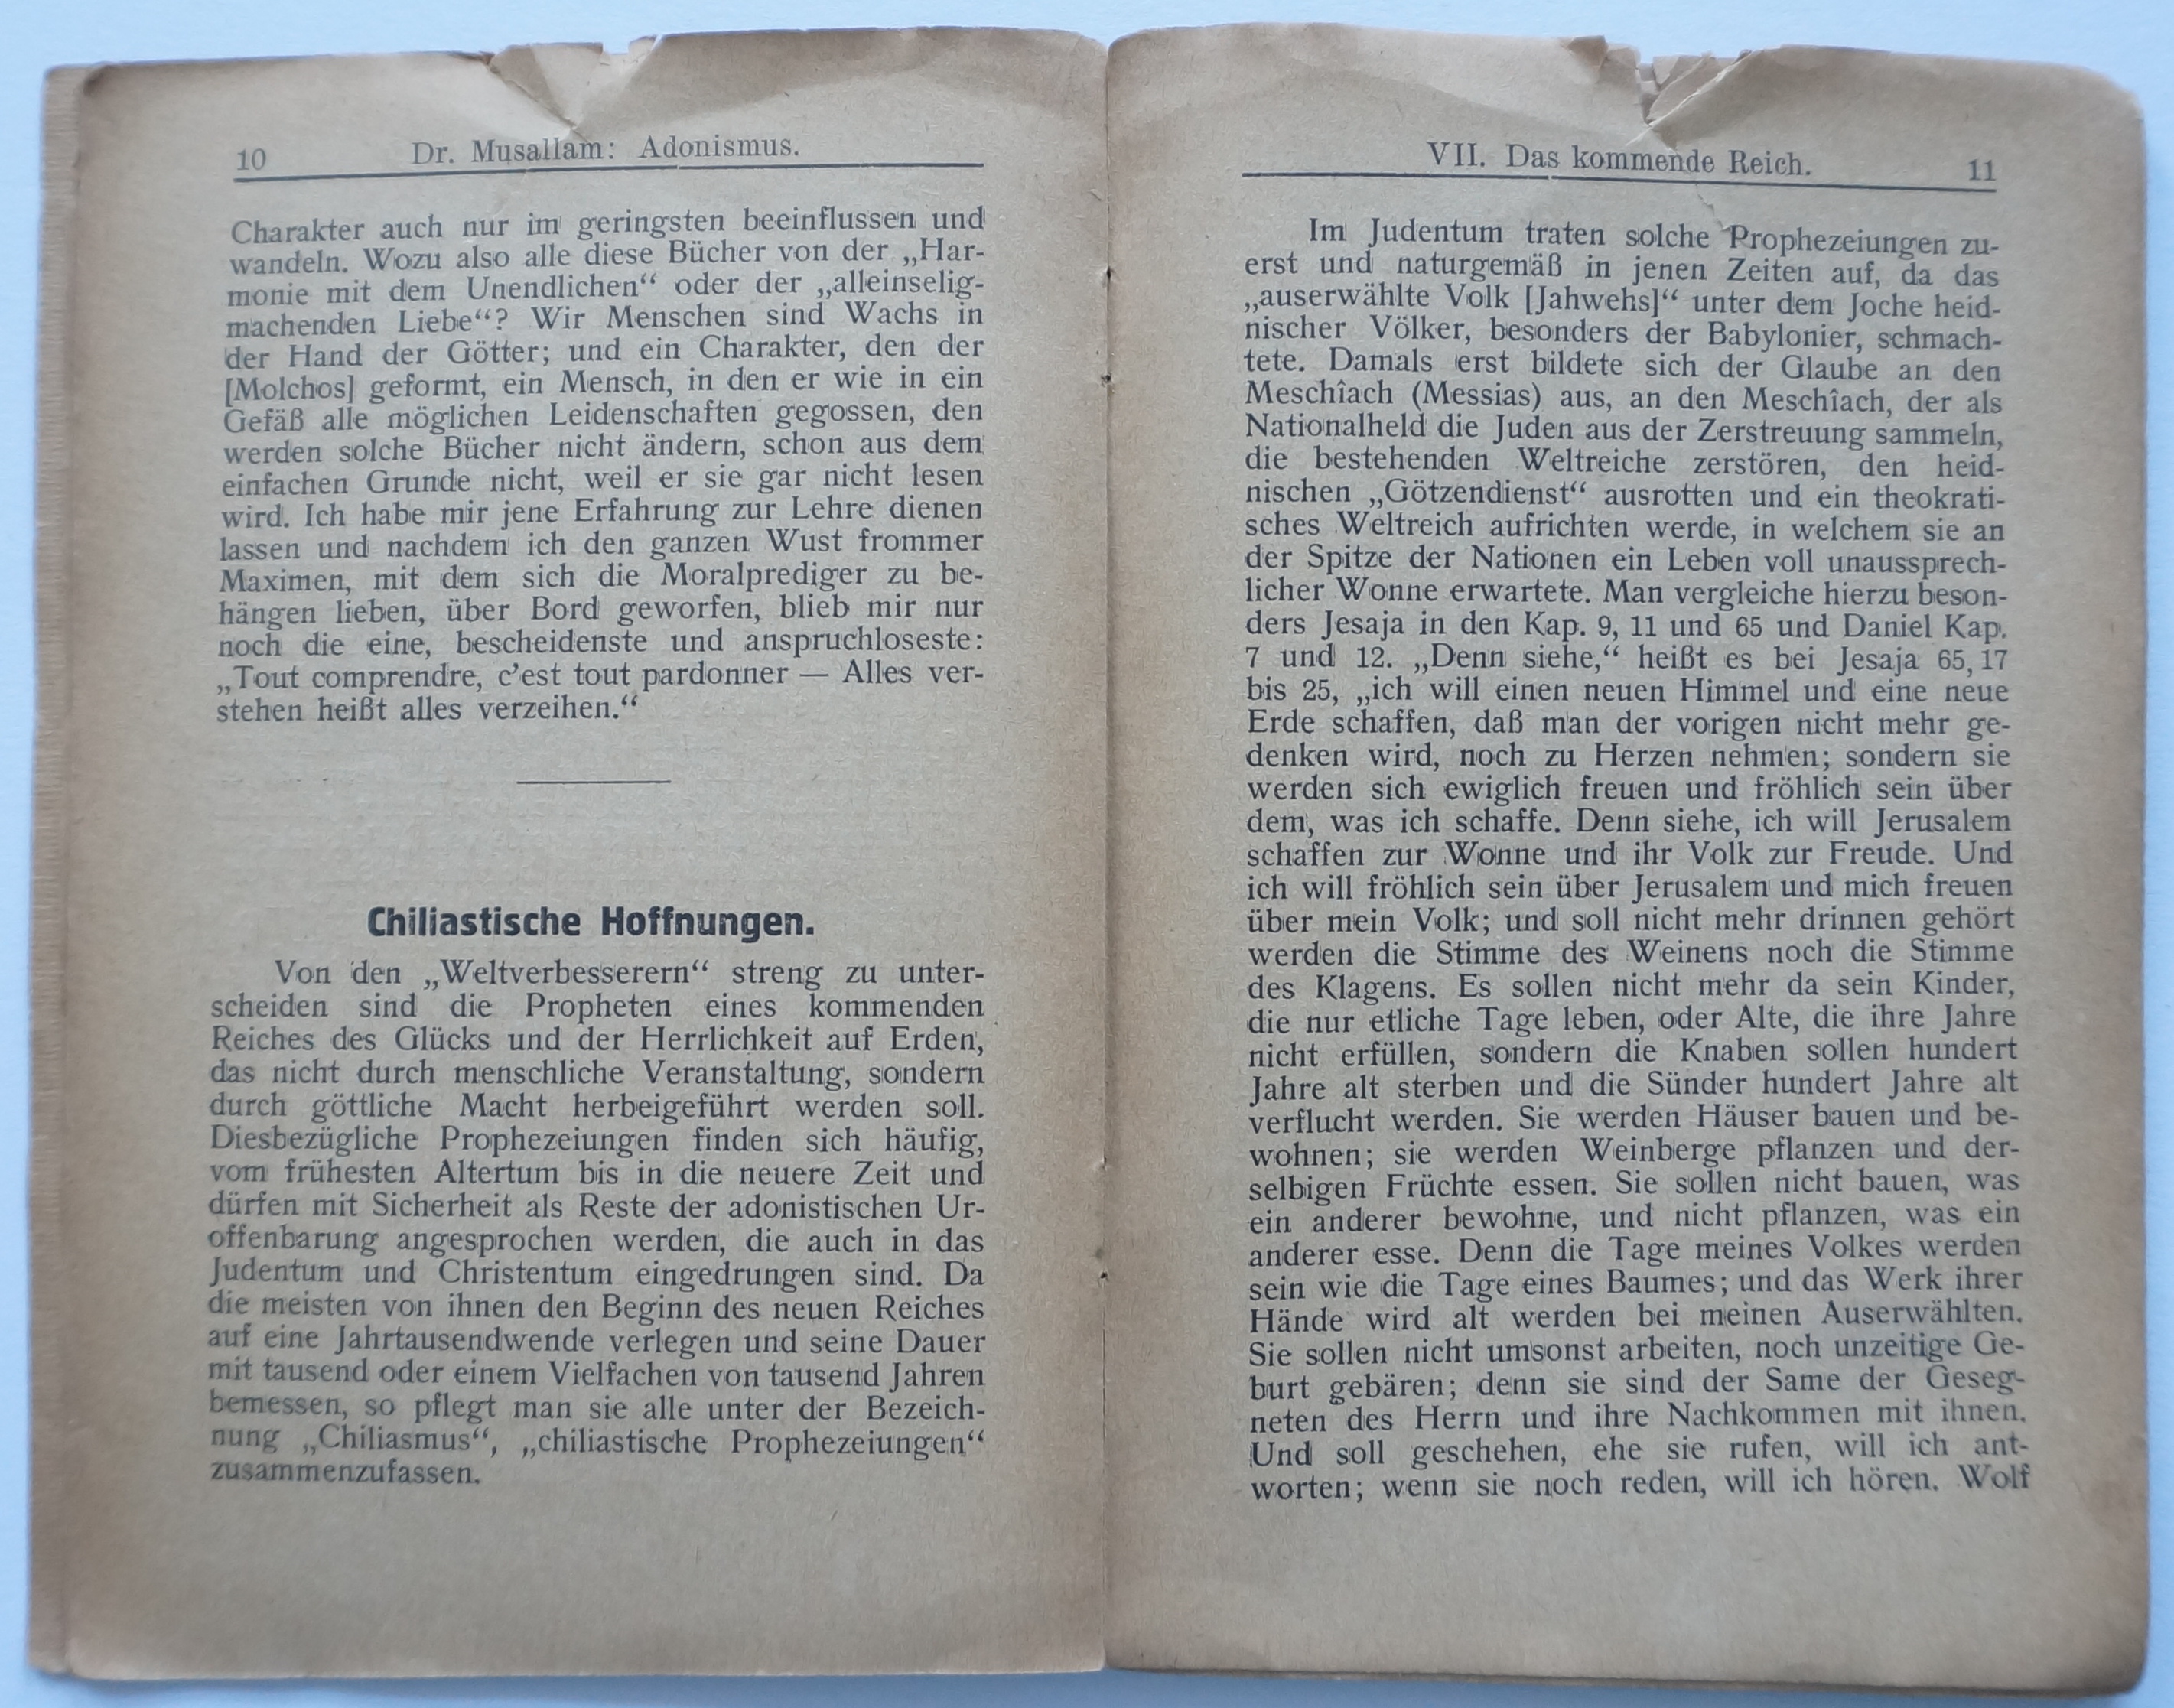 10 Dr. Musallam: Adonismus.
Charakter auch nur im geringsten beeinflussen und
wandeln. Wozu also alle diese Bücher von der „Har-
monie mit dem Unendlichen“ oder der „alleinselig-
machenden Liebe“? Wir Menschen sind Wachs in
der Hand der Götter; und ein Charakter, den der
[Molchos] geformt, ein Mensch, in den er wie in ein
Gefäß alle möglichen Leidenschaften gegossen, den
werden solche Bücher nicht ändern, schon aus dem
einfachen Grunde nicht, weil er sie gar nicht lesen
wird. Ich habe mir jene Erfahrung zur Lehre dienen
lassen und nachdem ich den ganzen Wust frommer
Maximen, mit dem sich die Moralprediger zu be-
hängen lieben, über Bord geworfen, blieb mir nur
noch die eine, bescheidenste und anspruchloseste:
„Tout comprendre, c’est tout pardonner — Alles ver-
stehen heißt alles verzeihen.“
Chiliastische Hoffnungen.
Von den „Weltverbesserern“ streng zu unter-
scheiden sind die Propheten eines kommenden
Reiches des Glücks und der Herrlichkeit auf Erden,
das nicht durch menschliche Veranstaltung, sondern
durch göttliche Macht herbeigeführt werden soll.
Diesbezügliche Prophezeiungen finden sich häufig,
vom frühesten Altertum bis in die neuere Zeit und
dürfen mit Sicherheit als Reste der adonistischen Ur-
offenbarung angesprochen werden, die auch in das
Judentum und Christentum eingedrungen sind. Da
die meisten von ihnen den Beginn des neuen Reiches
auf eine Jahrtausendwende verlegen und seine Dauer
mit tausend oder einem Vielfachen von tausend Jahren
bemessen, so pflegt man sie alle unter der Bezeich-
nung „Chiliasmus“, „chiliastische Prophezeiungen“
zusammenzufassen.
VII. Das kommende Reich. 11
Im Judentum traten solche Prophezeiungen zu-
erst und naturgemäß in jenen Zeiten auf, da das
„auserwählte Volk [Jahwehs]“ unter dem Joche heid-
nischer Völker, besonders der Babylonier, schmach-
tete. Damals erst bildete sich der Glaube an den
Meschîach (Messias) aus, an den Meschîach, der als
Nationalheld die Juden aus der Zerstreuung sammeln,
die bestehenden Weltreiche zerstören, den heid-
nischen „Götzendienst“ ausrotten und ein theokrati-
sches Weltreich aufrichten werde, in welchem sie an
der Spitze der Nationen ein Leben voll unaussprech-
licher Wonne erwartete. Man vergleiche hierzu beson-
ders Jesaja in den Kap. 9, 11 und 65 und Daniel Kap.
7 und 12. „Denn siehe,“ heißt es bei Jesaja 65, 17
bis 25, „ich will einen neuen Himmel und eine neue
Erde schaffen, daß man der vorigen nicht mehr ge-
denken wird, noch zu Herzen nehmen; sondern sie
werden sich ewiglich freuen und fröhlich sein über
dem, was ich schaffe. Denn siehe, ich will Jerusalem
schaffen zur Wonne und ihr Volk zur Freude. Und
ich will fröhlich sein über Jerusalem und mich freuen
über mein Volk; und soll nicht mehr drinnen gehört
werden die Stimme des Weinens noch die Stimme
des Klagens. Es sollen nicht mehr da sein Kinder,
die nur etliche Tage leben, oder Alte, die ihre Jahre
nicht erfüllen, sondern die Knaben sollen hundert
Jahre alt sterben und die Sünder hundert Jahre alt
verflucht werden. Sie werden Häuser bauen und be-
wohnen; sie werden Weinberge pflanzen und der-
selbigen Früchte essen. Sie sollen nicht bauen, was
ein anderer bewohne, und nicht pflanzen, was ein
anderer esse. Denn die Tage meines Volkes werden
sein wie die Tage eines Baumes; und das Werk ihrer
Hände wird alt werden bei meinen Auserwählten.
Sie sollen nicht umsonst arbeiten, noch unzeitige Ge-
burt gebären; denn sie sind der Same der Geseg-
neten des Herrn und ihre Nachkommen mit ihnen.
Und soll geschehen, ehe sie rufen, will ich ant-
worten; wenn sie noch reden, will ich hören. Wolf